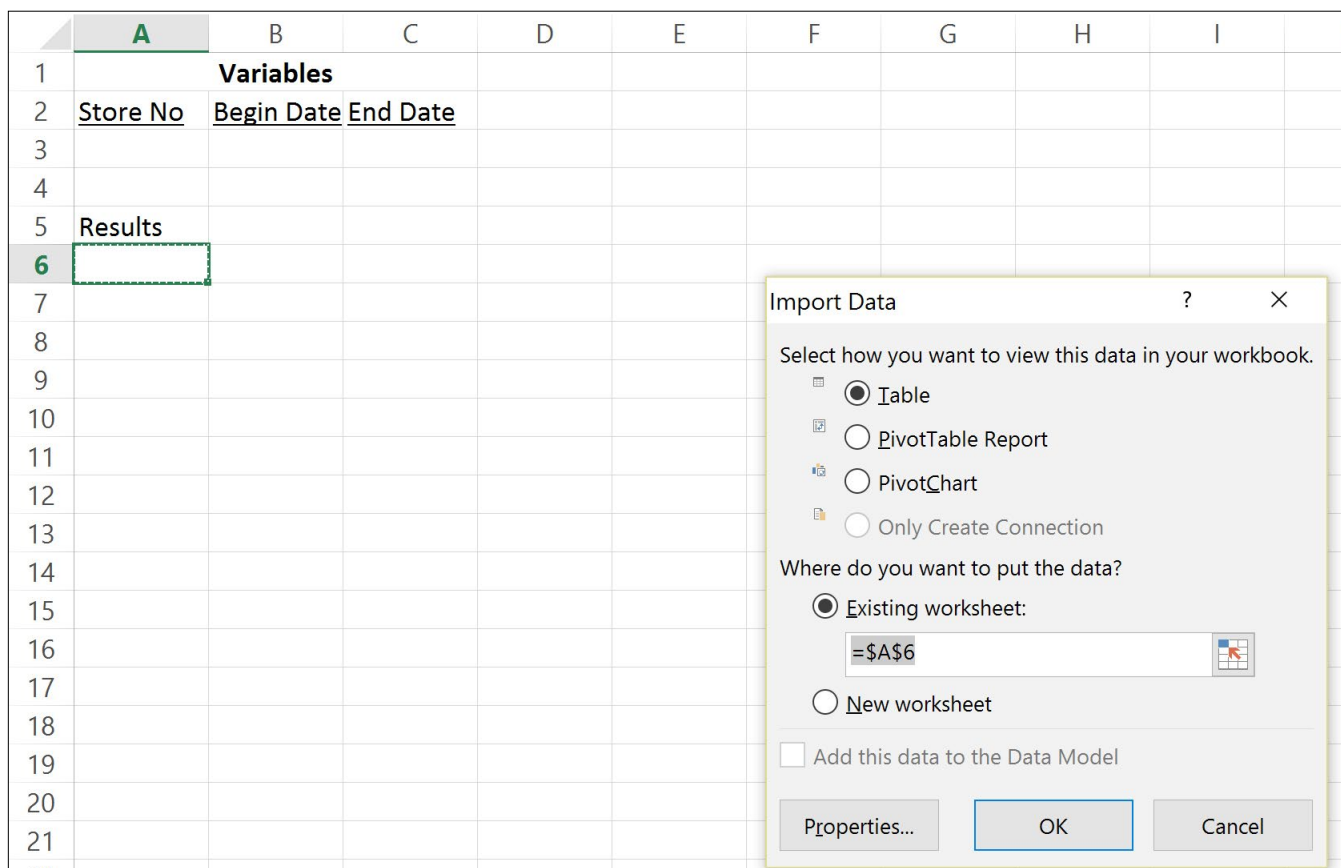 A B C D E F G H I
1 Variables
2 Store No Begin Date End Date
3
4
5 Results
6
7
8
9
10
11
12
13
14
15
16
17
18
19
20
21
Import Data ? ×
Select how you want to view this data in your workbook.
Table
PivotTable Report
PivotChart
Only Create Connection
Where do you want to put the data?
Existing worksheet:
=$A$6
New worksheet
Add this data to the Data Model
Properties... OK Cancel